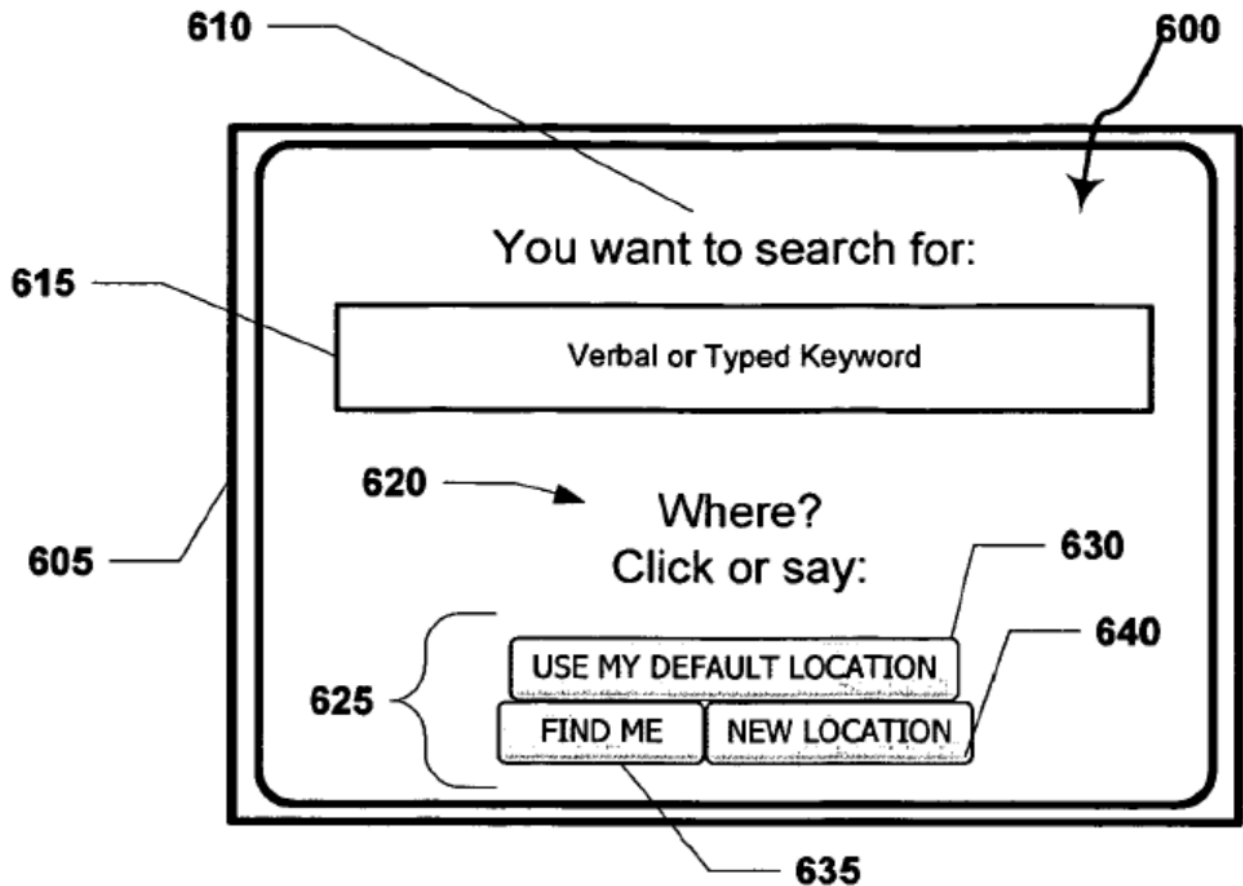 610
600
You want to search for:
615
Verbal or Typed Keyword
620
Where?
Click or say:
630
605
640
USE MY DEFAULT LOCATION
625
FIND ME NEW LOCATION
635